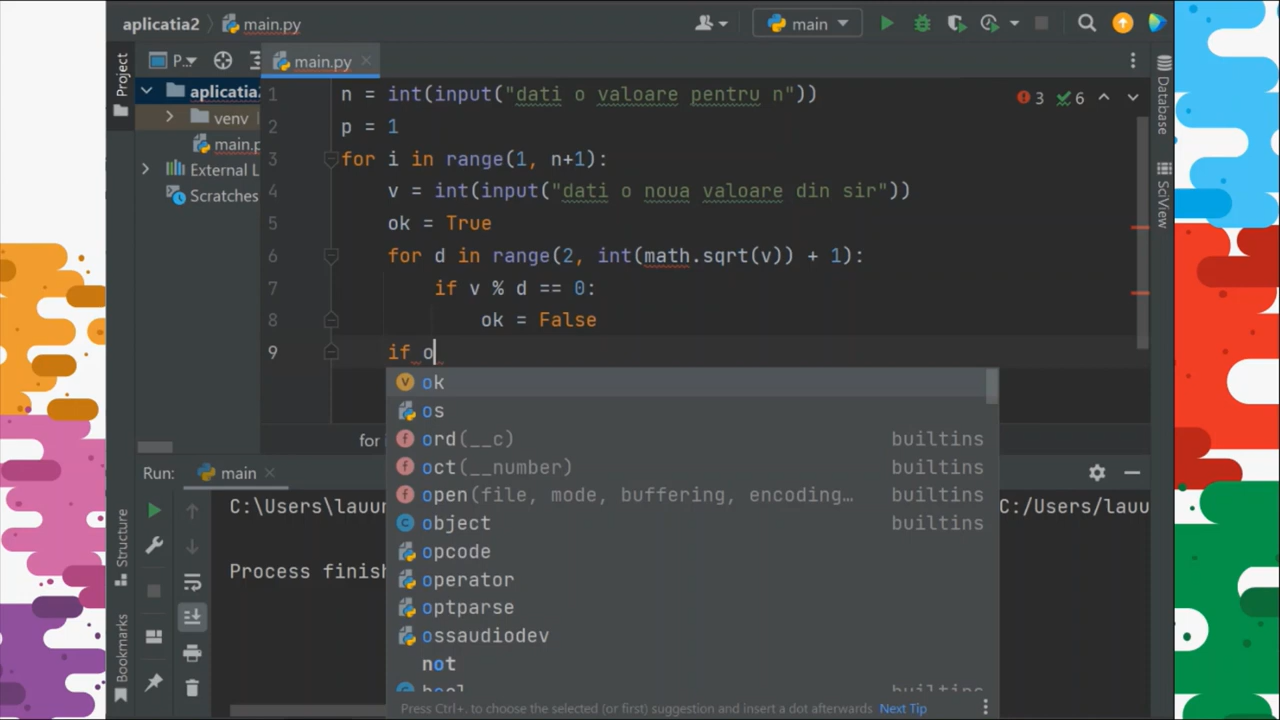 aplicatia2 main.py
main
P...
main.py
Project
aplicatia2
venv
main.p
External L
Scratches
1 n = int(input("dati o valoare pentru n"))
2 p = 1
3 for i in range(1, n+1):
4 v = int(input("dati o noua valoare din sir"))
5 ok = True
6 for d in range(2, int(math.sqrt(v)) + 1):
7 if v % d == 0:
8 ok = False
9 if o
3 6
Database
SciView
ok
os
ord(__c) builtins
oct(__number) builtins
open(file, mode, buffering, encoding… builtins
object builtins
opcode
operator
optparse
ossaudiodev
not
bool builtins
Press Ctrl+. to choose the selected (or first) suggestion and insert a dot afterwards Next Tip
for
Run: main
C:\Users\lauu
C:/Users/lauu
Process finish
Structure
Bookmarks